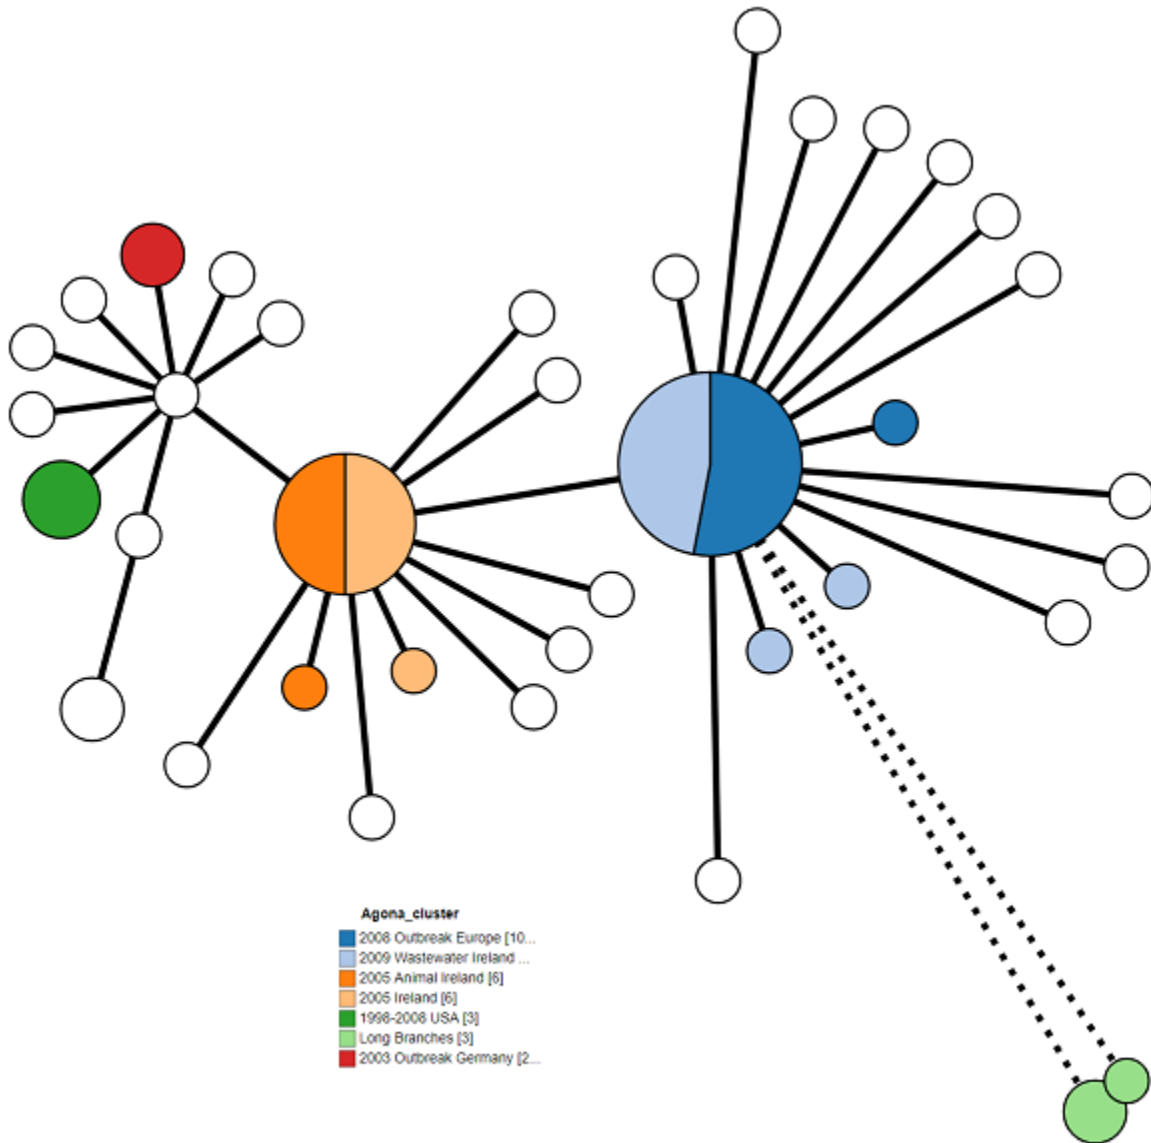 Agona_cluster
2008 Outbreak Europe [10...
2009 Wastewater Ireland ...
2005 Animal Ireland [6]
2005 Ireland [6]
1998-2008 USA [3]
Long Branches [3]
2003 Outbreak Germany [2...